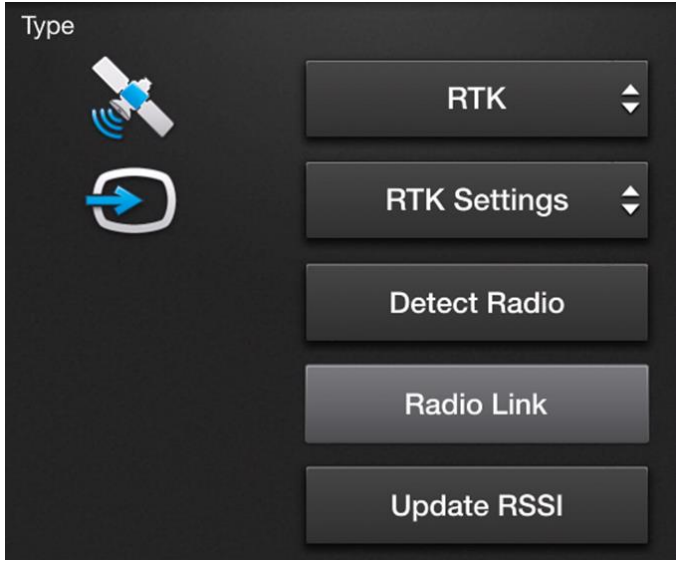 Type
RTK
RTK Settings
Detect Radio
Radio Link
Update RSSI